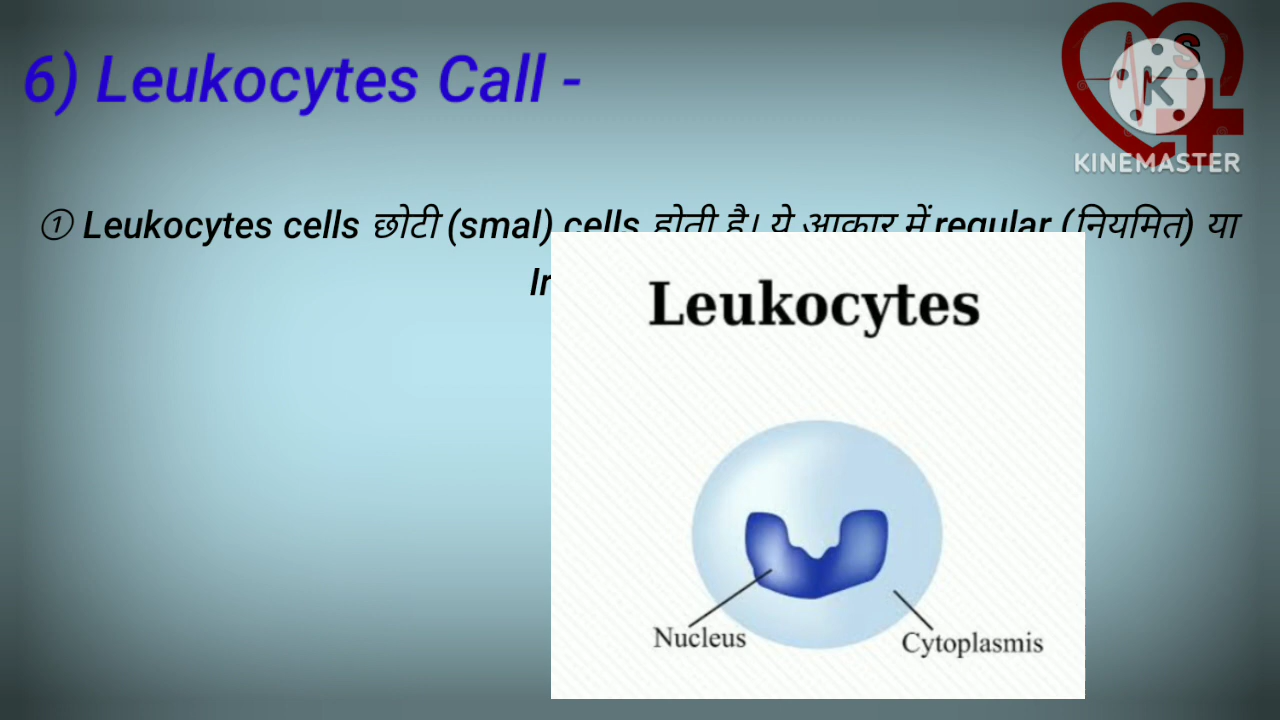 6) Leukocytes Call -
S
K
KINEMASTER
① Leukocytes cells छोटी (smal) cells होती है। ये आकार में regular (नियमित) या
Leukocytes
Nucleus
Cytoplasmis